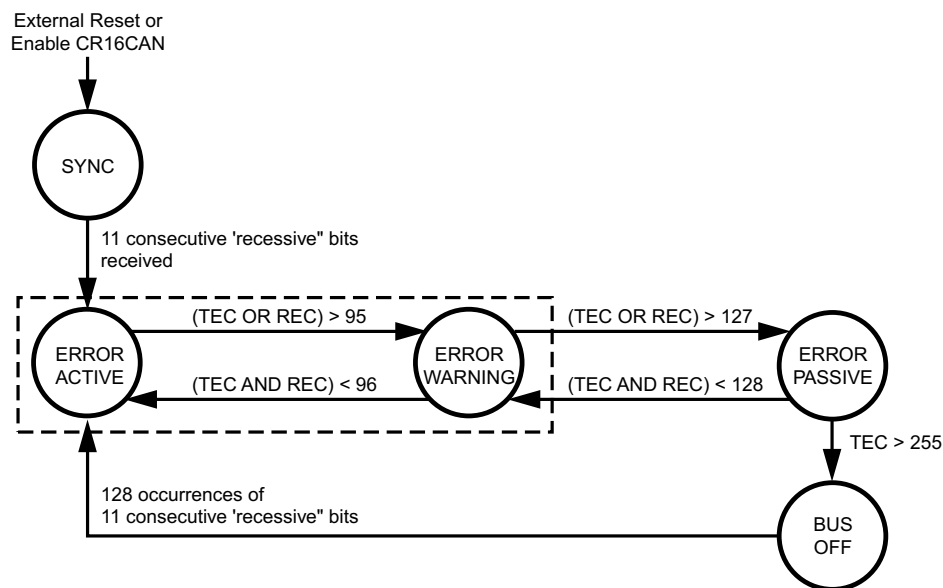 External Reset or
Enable CR16CAN
SYNC
11 consecutive 'recessive" bits
received
(TEC OR REC) > 95
(TEC OR REC) > 127
ERROR
ACTIVE
ERROR
WARNING
ERROR
PASSIVE
(TEC AND REC) < 96
(TEC AND REC) < 128
TEC > 255
128 occurrences of
11 consecutive 'recessive" bits
BUS
OFF